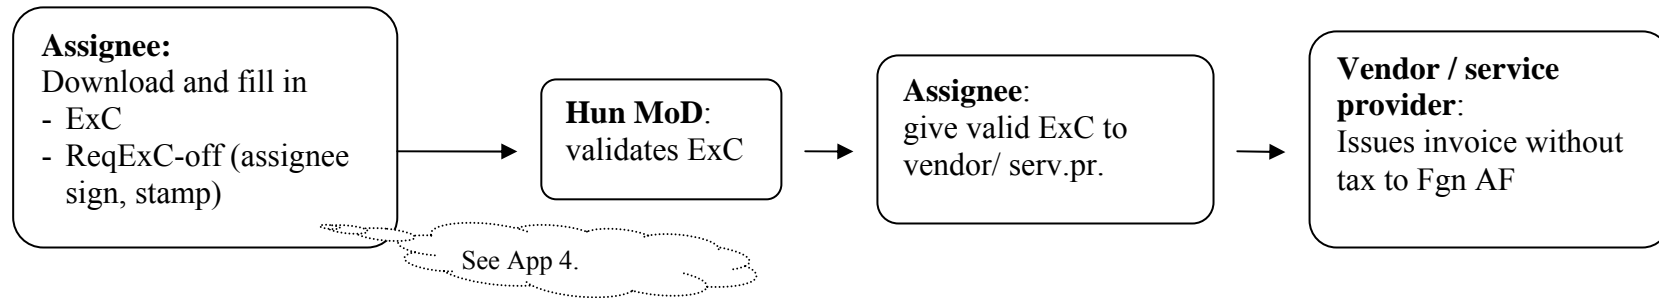 Assignee:
Download and fill in
- ExC
- ReqExC-off (assignee
sign, stamp)
See App 4.
Hun MoD:
validates ExC
Assignee:
give valid ExC to
vendor/ serv.pr.
Vendor / service
provider:
Issues invoice without
tax to Fgn AF